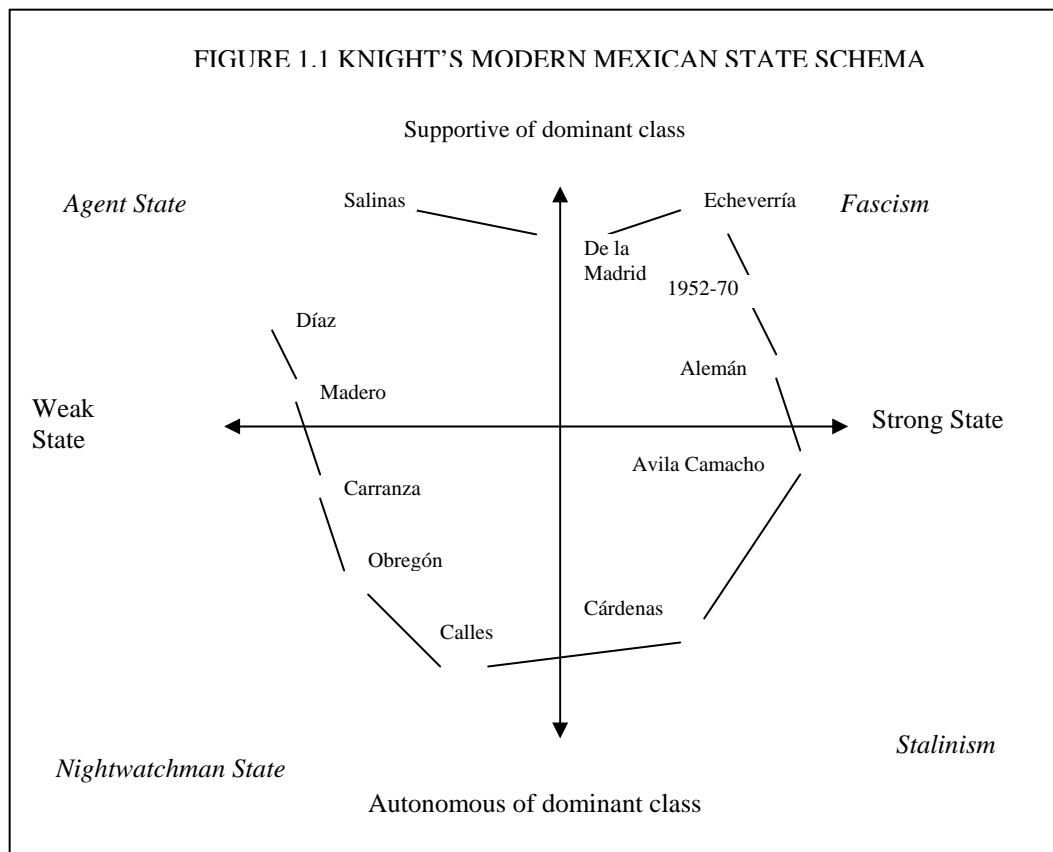 FIGURE 1.1 KNIGHT'S MODERN MEXICAN STATE SCHEMA
Supportive of dominant class
Agent State
Salinas
Echeverría
Fascism
De la
Madrid
1952-70
Díaz
Alemán
Madero
Weak
State
Strong State
Avila Camacho
Carranza
Obregón
Cárdenas
Calles
Stalinism
Nightwatchman State
Autonomous of dominant class